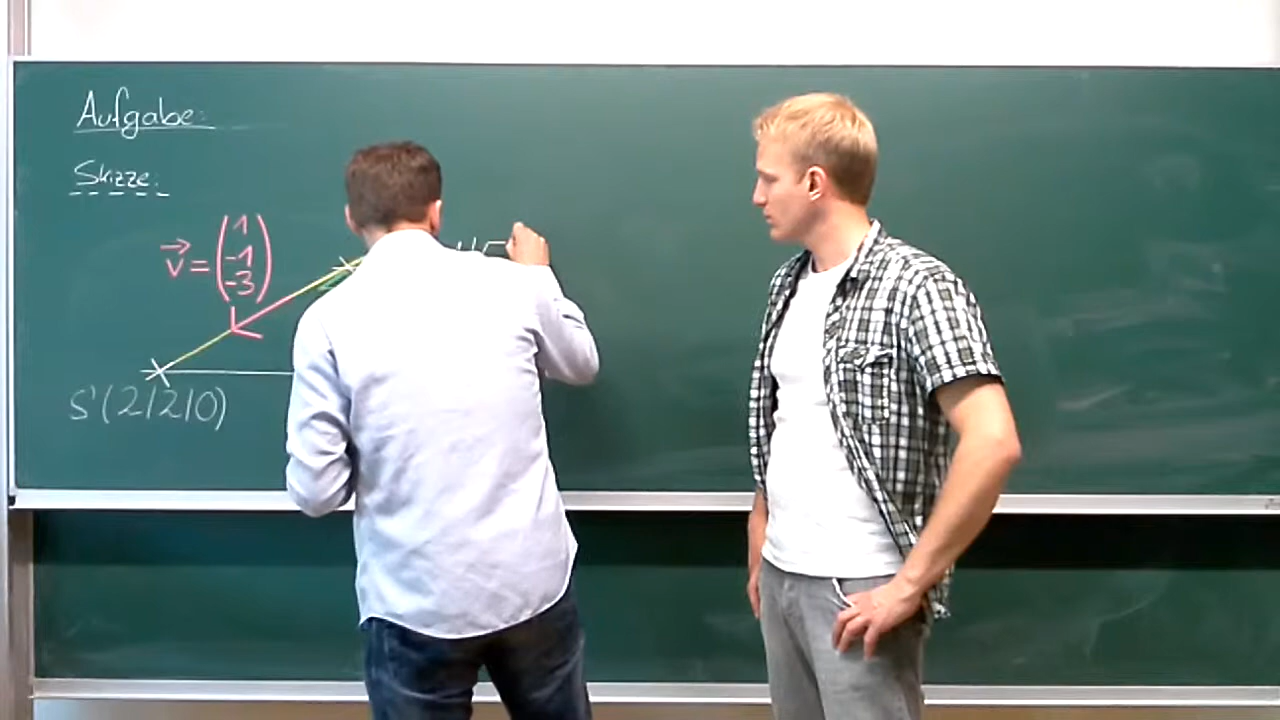 Aufgabe:
Skizze:
v = (1 -1 -3)
S'(2|2|0)